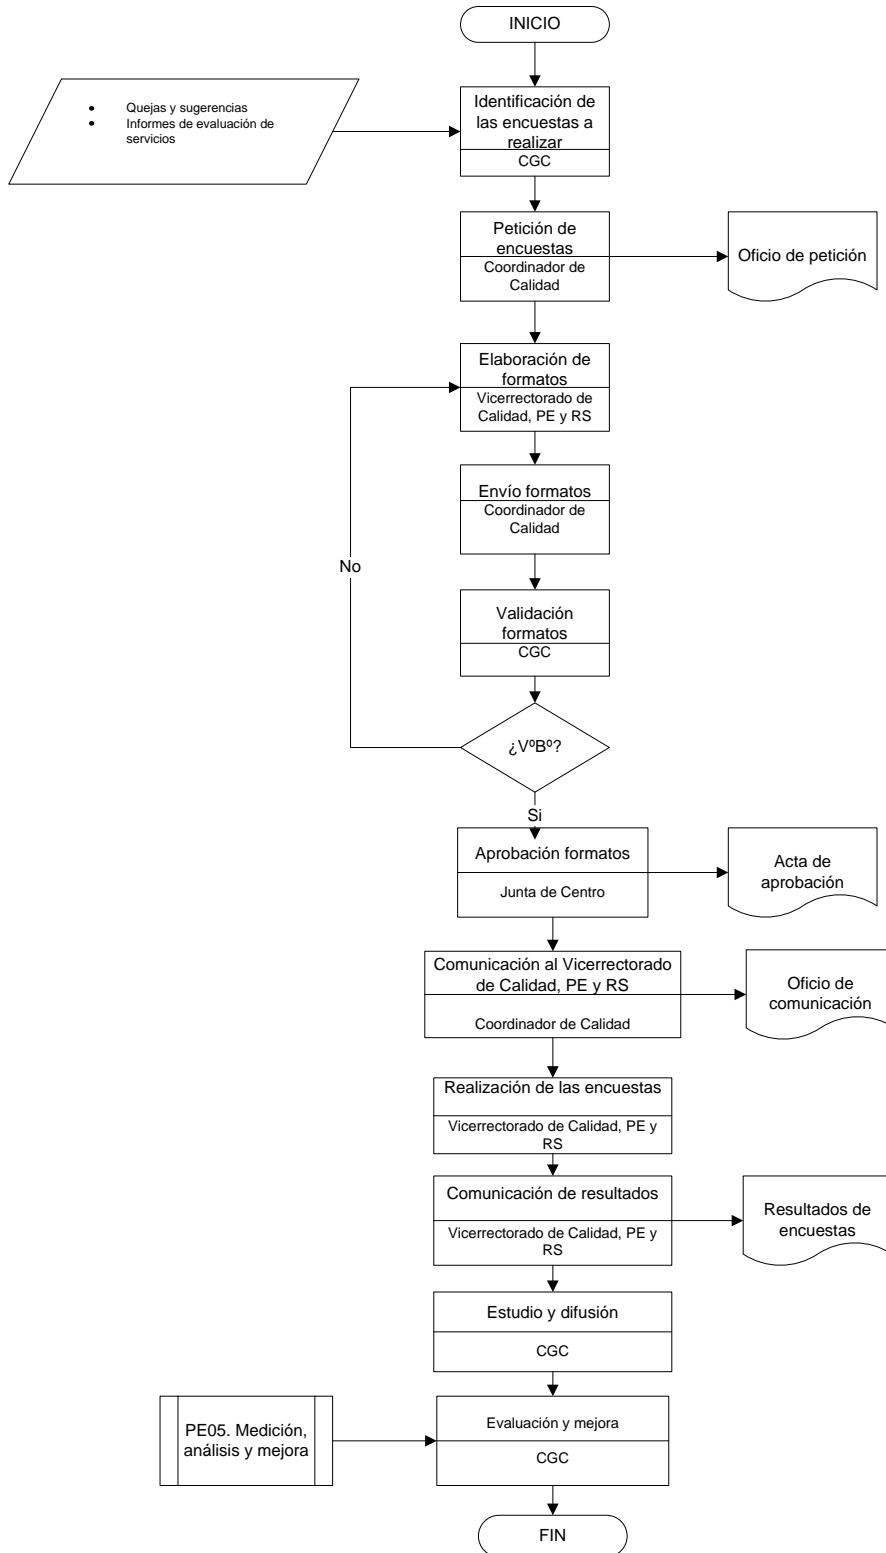 INICIO
• Quejas y sugerencias
• Informes de evaluación de
servicios
Identificación de
las encuestas a
realizar
CGC
Petición de
encuestas
Coordinador de
Calidad
Oficio de petición
Elaboración de
formatos
Vicerrectorado de
Calidad, PE y RS
Envío formatos
Coordinador de
Calidad
No
Validación
formatos
CGC
¿VºBº?
Si
Aprobación formatos
Junta de Centro
Acta de
aprobación
Comunicación al Vicerrectorado
de Calidad, PE y RS
Coordinador de Calidad
Oficio de
comunicación
Realización de las encuestas
Vicerrectorado de Calidad, PE y
RS
Comunicación de resultados
Vicerrectorado de Calidad, PE y
RS
Resultados de
encuestas
Estudio y difusión
CGC
PE05. Medición,
análisis y mejora
Evaluación y mejora
CGC
FIN